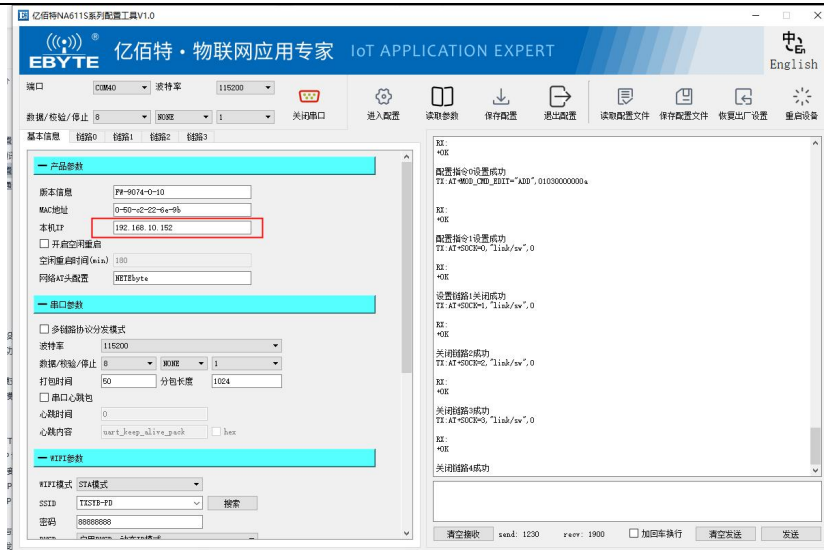 亿佰特NA611S系列配置工具V1.0
EBYTE ® 亿佰特·物联网应用专家 IoT APPLICATION EXPERT
中 En
English
端口 COM40 波特率 115200
数据/校验/停止 8 NONE 1
关闭串口 进入配置 读取参数 保存配置 退出配置 读取配置文件 保存配置文件 恢复出厂设置 重启设备
基本信息 链路0 链路1 链路2 链路3
产品参数
版本信息 FW-9074-0-10
MAC地址 0-50-c2-22-6e-9b
本机IP 192.168.10.152
开启空闲重启
空闲重启时间(min) 180
网络AT头配置 NETEbyte
串口参数
多链路协议分发模式
波特率 115200
数据/校验/停止 8 NONE 1
打包时间 50 分包长度 1024
串口心跳包
心跳时间 0
心跳内容 uart_keep_alive_pack hex
WIFI参数
WIFI模式 STA模式
SSID TXSYB-PD 搜索
密码 88888888
RX:
+OK
配置指令0设置成功
TX:AT+MOD_CMD_EDIT="ADD",01030000000a
RX:
+OK
配置指令1设置成功
TX:AT+SOCK=0,"link/sw",0
RX:
+OK
设置链路1关闭成功
TX:AT+SOCK=1,"link/sw",0
RX:
+OK
关闭链路2成功
TX:AT+SOCK=2,"link/sw",0
RX:
+OK
关闭链路3成功
TX:AT+SOCK=3,"link/sw",0
RX:
+OK
关闭链路4成功
清空接收 send: 1230 recv: 1900 加回车换行 清空发送 发送